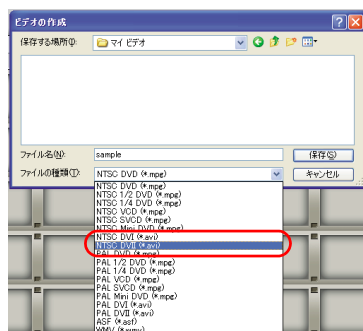 ビデオの作成
保存する場所(I):
マイ ビデオ
ファイル名(N):
sample
保存(S)
ファイルの種類(T):
NTSC DVD (*.mpg)
キャンセル
NTSC DVD (*.mpg)
NTSC 1/2 DVD (*.mpg)
NTSC 1/4 DVD (*.mpg)
NTSC VCD (*.mpg)
NTSC SVCD (*.mpg)
NTSC Mini DVD (*.mpg)
NTSC DVI (*.avi)
NTSC DVII (*.avi)
PAL DVD (*.mpg)
PAL 1/2 DVD (*.mpg)
PAL 1/4 DVD (*.mpg)
PAL VCD (*.mpg)
PAL SVCD (*.mpg)
PAL Mini DVD (*.mpg)
PAL DVI (*.avi)
PAL DVII (*.avi)
ASF (*.asf)
WMV (*.wmv)